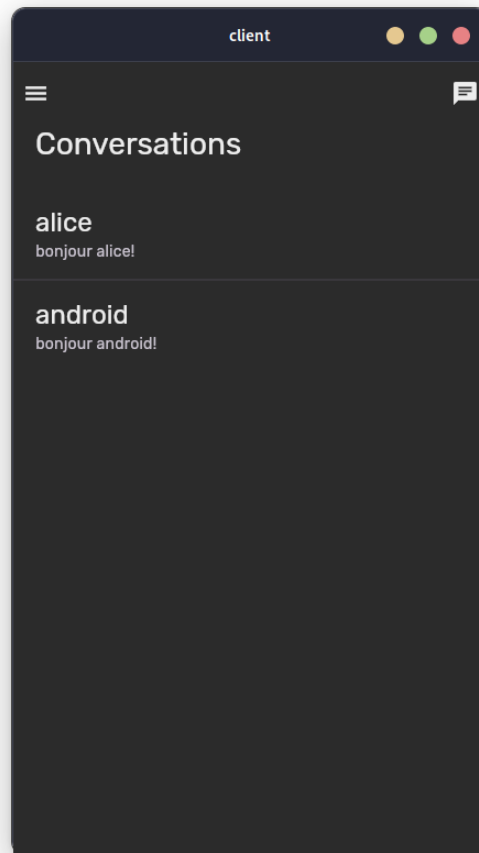 client
Conversations
alice
bonjour alice!
android
bonjour android!